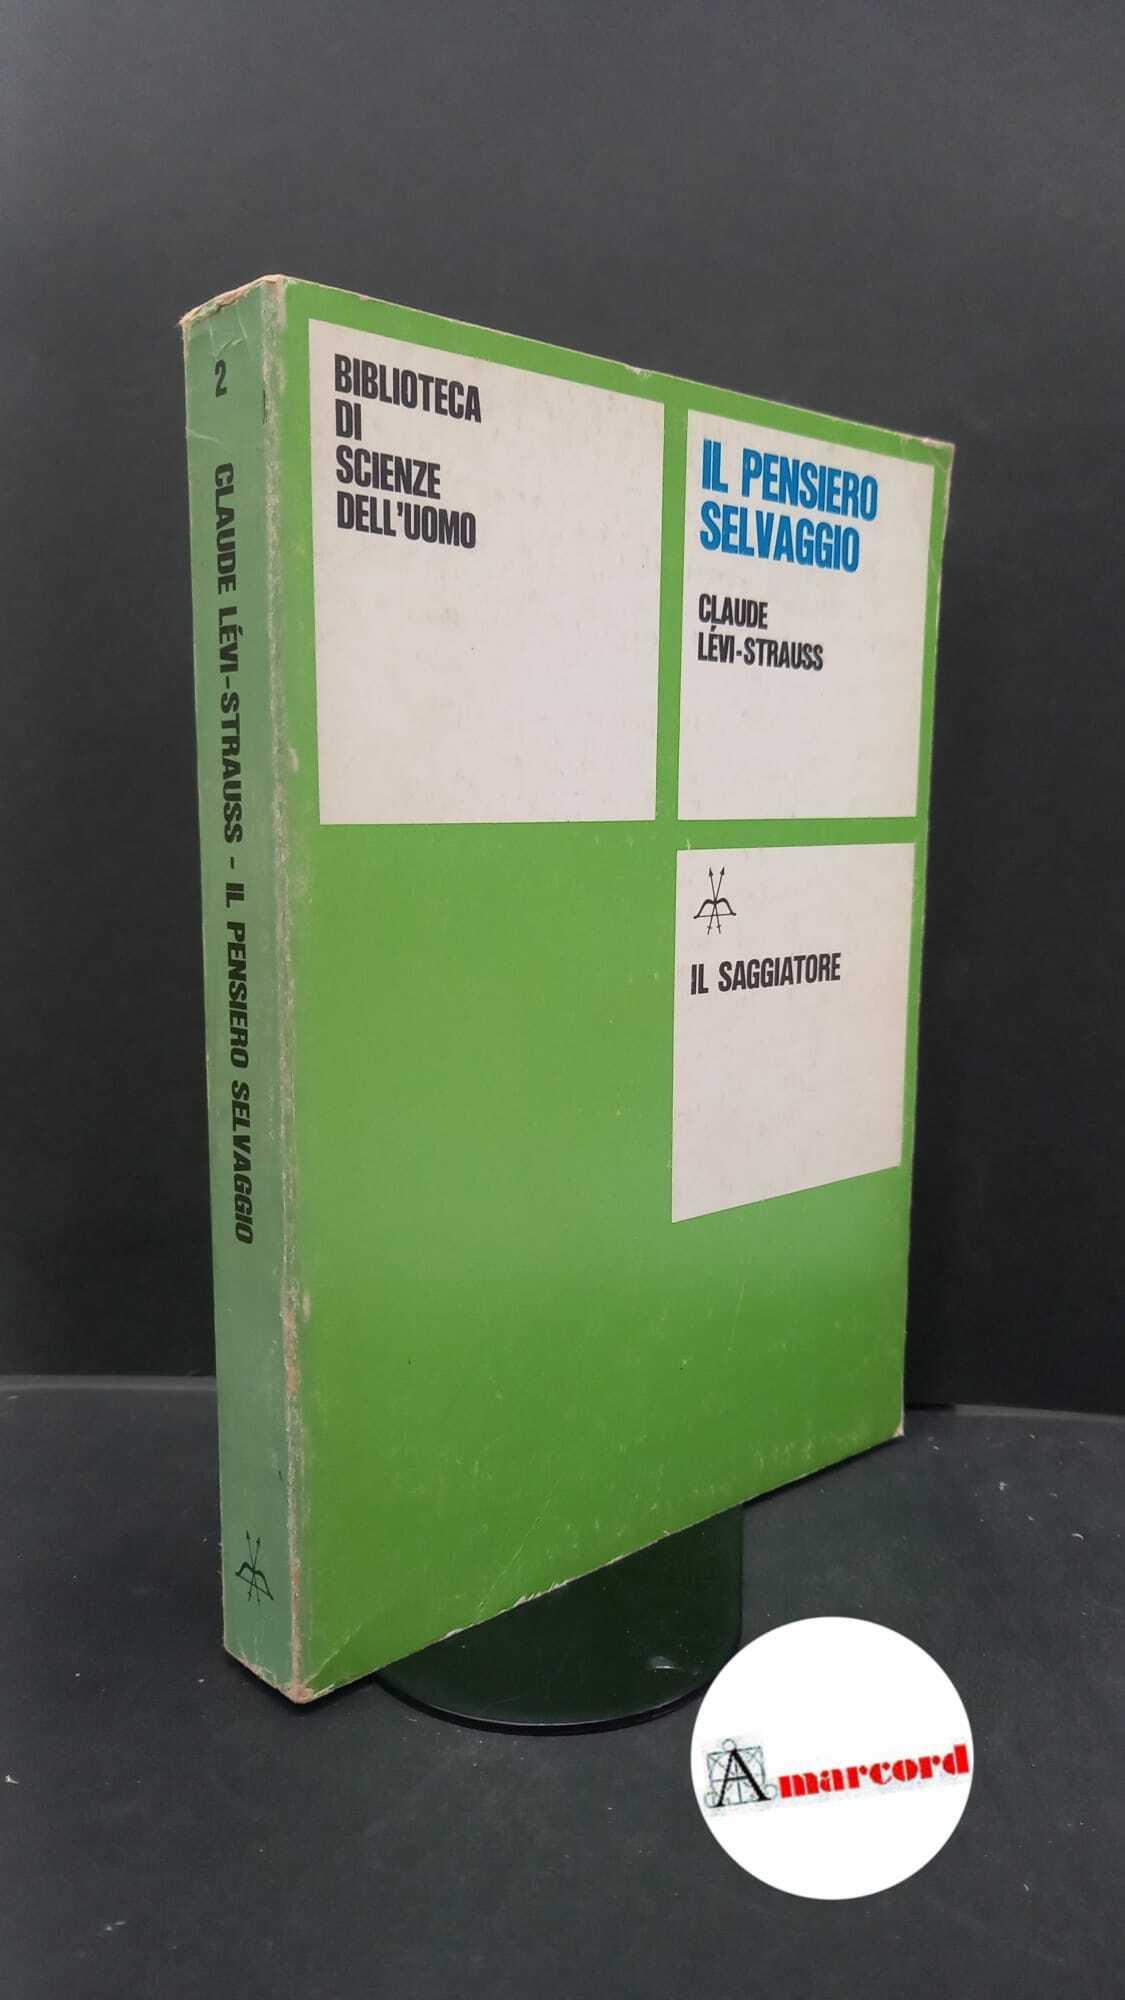 2
CLAUDE LÉVI-STRAUSS - IL PENSIERO SELVAGGIO
BIBLIOTECA
DI
SCIENZE
DELL'UOMO
IL PENSIERO
SELVAGGIO
CLAUDE
LÉVI-STRAUSS
IL SAGGIATORE
Amarcord